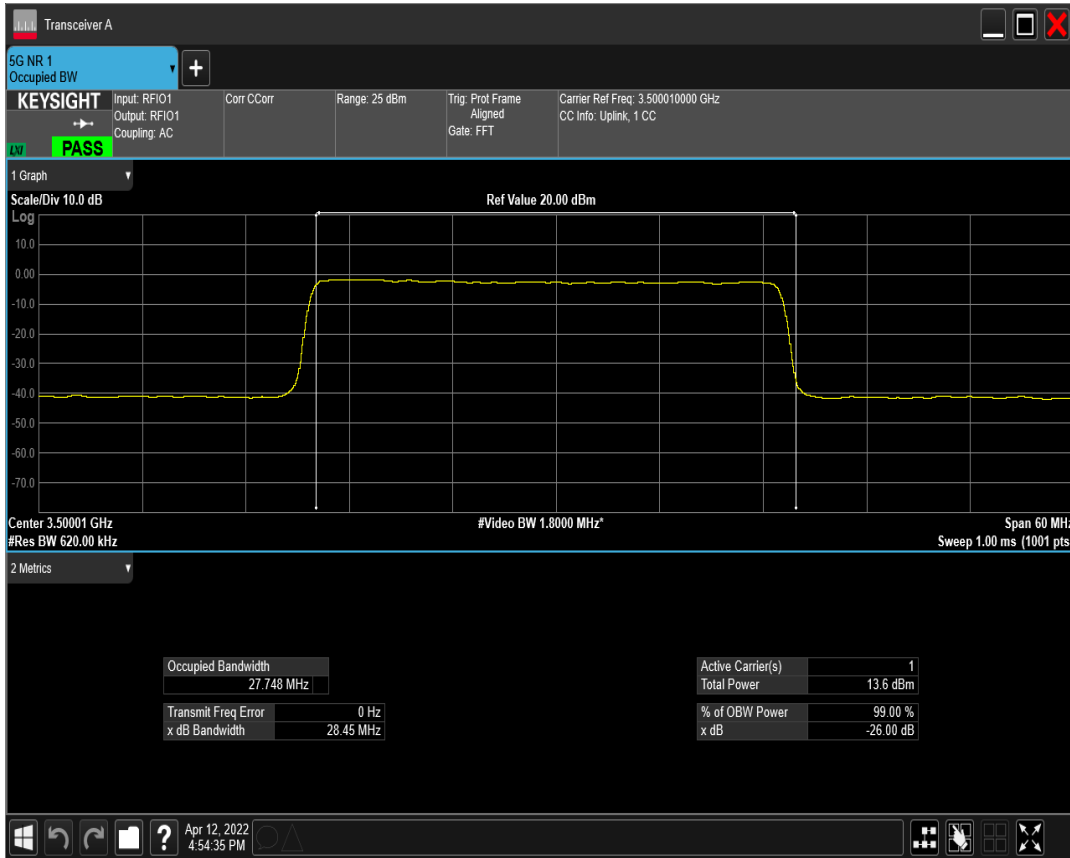 Transceiver A
5G NR 1
Occupied BW
+
KEYSIGHT
LXI
PASS
Input: RFIO1
Output: RFIO1
Coupling: AC
Corr CCorr
Range: 25 dBm
Trig: Prot Frame
Aligned
Gate: FFT
Carrier Ref Freq: 3.500010000 GHz
CC Info: Uplink, 1 CC
1 Graph
Scale/Div 10.0 dB
Ref Value 20.00 dBm
Log
10.0
0.00
-10.0
-20.0
-30.0
-40.0
-50.0
-60.0
-70.0
Center 3.50001 GHz
#Video BW 1.8000 MHz*
Span 60 MHz
#Res BW 620.00 kHz
Sweep 1.00 ms (1001 pts
2 Metrics
Occupied Bandwidth
27.748 MHz
Transmit Freq Error 0 Hz
x dB Bandwidth 28.45 MHz
Active Carrier(s) 1
Total Power 13.6 dBm
% of OBW Power 99.00 %
x dB -26.00 dB
?
Apr 12, 2022
4:54:35 PM